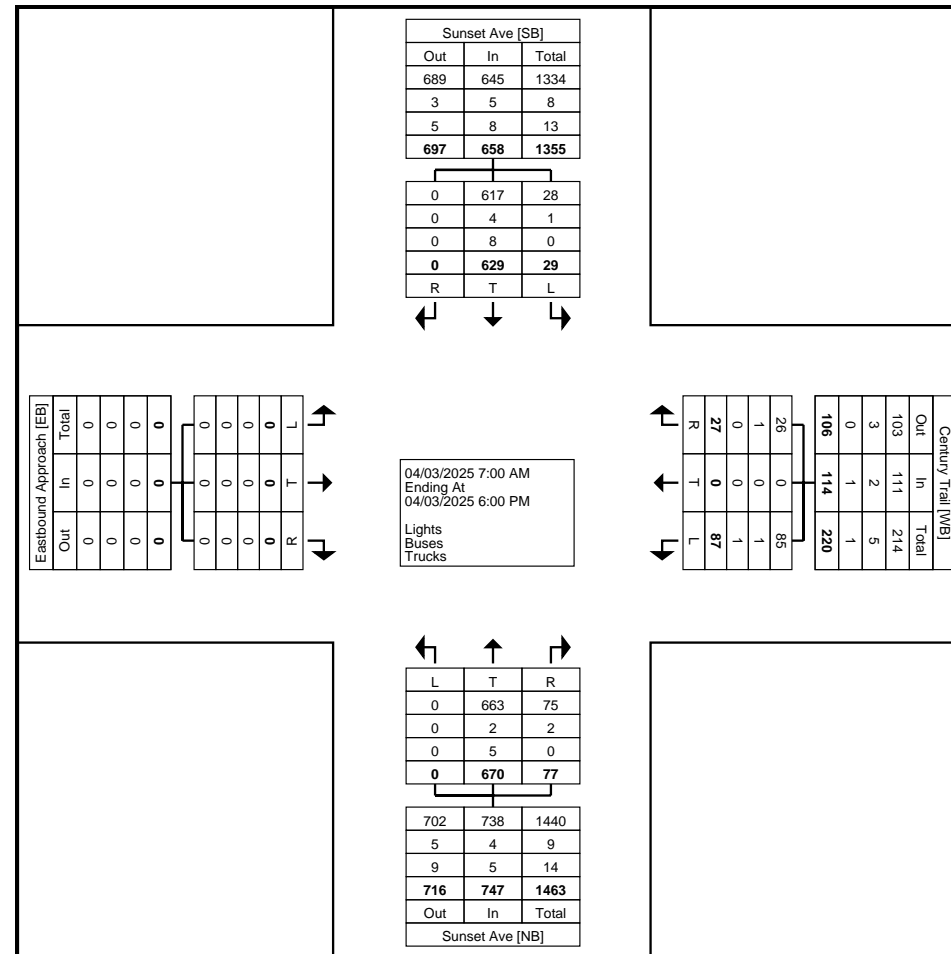 Sunset Ave [SB]
Out In Total
689 645 1334
3 5 8
5 8 13
697 658 1355
0 617 28
0 4 1
0 8 0
0 629 29
R T L
Eastbound Approach [EB]
Total In Out
0 0 0
0 0 0
0 0 0
0 0 0
0 0 0
0 0 0
0 0 0
0 0 0
L T R
04/03/2025 7:00 AM
Ending At
04/03/2025 6:00 PM
Lights
Buses
Trucks
Century Trail [WB]
Out In Total
103 111 214
3 2 5
0 1 1
106 114 220
26 0 85
1 0 1
0 0 1
27 0 87
R T L
L T R
0 663 75
0 2 2
0 5 0
0 670 77
702 738 1440
5 4 9
9 5 14
716 747 1463
Out In Total
Sunset Ave [NB]